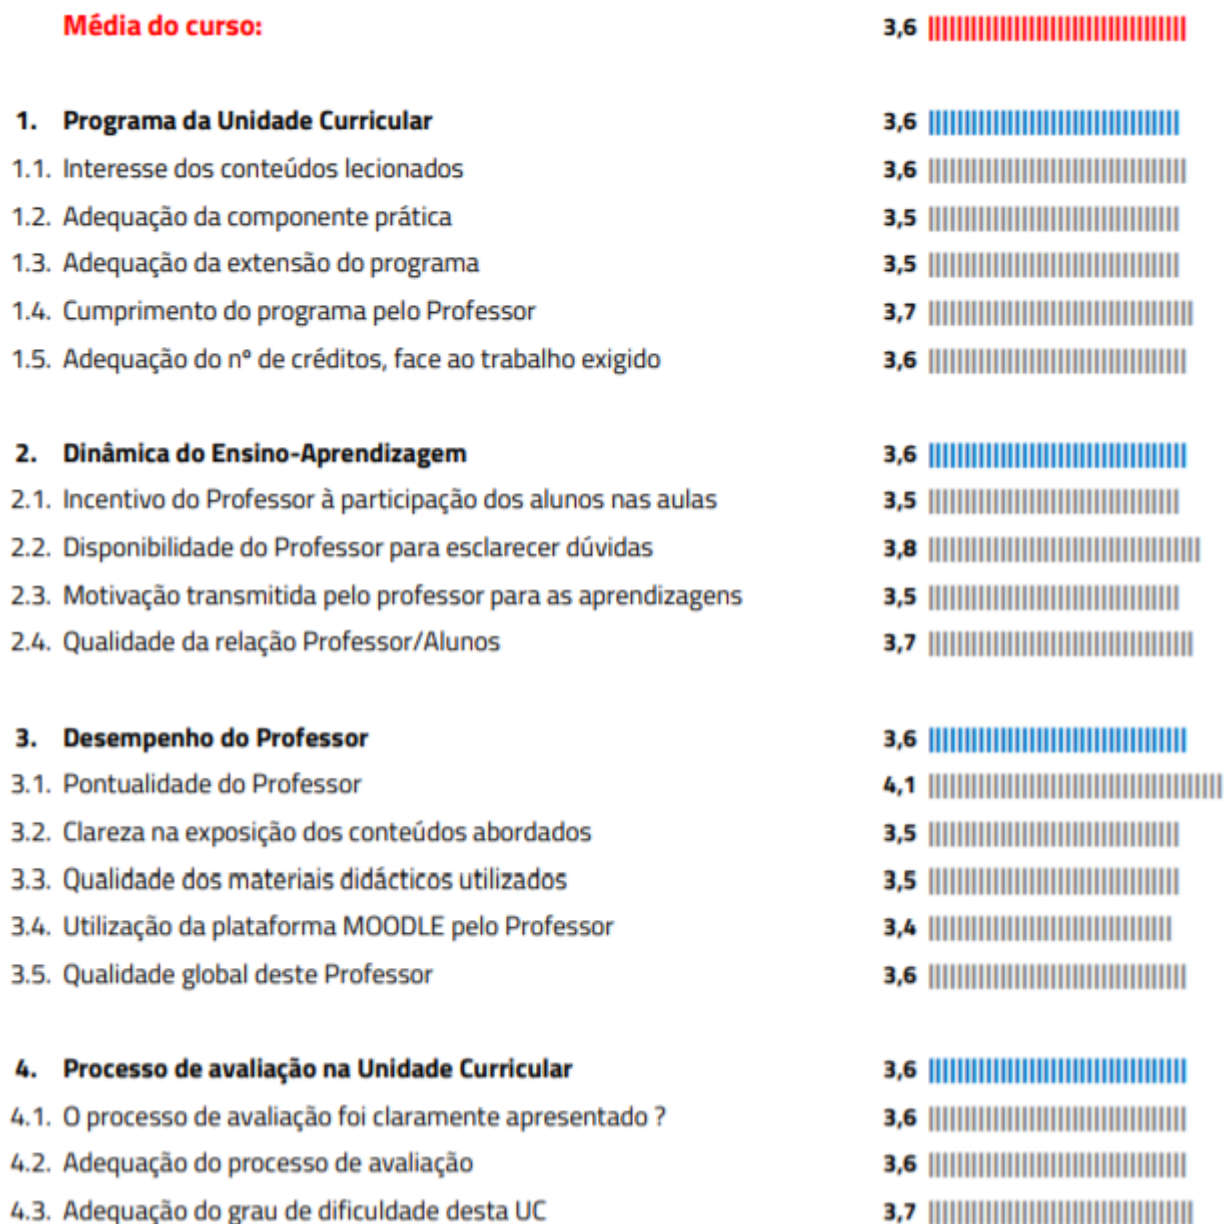 Média do curso: 3,6
1. Programa da Unidade Curricular 3,6
1.1. Interesse dos conteúdos lecionados 3,6
1.2. Adequação da componente prática 3,5
1.3. Adequação da extensão do programa 3,5
1.4. Cumprimento do programa pelo Professor 3,7
1.5. Adequação do nº de créditos, face ao trabalho exigido 3,6
2. Dinâmica do Ensino-Aprendizagem 3,6
2.1. Incentivo do Professor à participação dos alunos nas aulas 3,5
2.2. Disponibilidade do Professor para esclarecer dúvidas 3,8
2.3. Motivação transmitida pelo professor para as aprendizagens 3,5
2.4. Qualidade da relação Professor/Alunos 3,7
3. Desempenho do Professor 3,6
3.1. Pontualidade do Professor 4,1
3.2. Clareza na exposição dos conteúdos abordados 3,5
3.3. Qualidade dos materiais didácticos utilizados 3,5
3.4. Utilização da plataforma MOODLE pelo Professor 3,4
3.5. Qualidade global deste Professor 3,6
4. Processo de avaliação na Unidade Curricular 3,6
4.1. O processo de avaliação foi claramente apresentado ? 3,6
4.2. Adequação do processo de avaliação 3,6
4.3. Adequação do grau de dificuldade desta UC 3,7